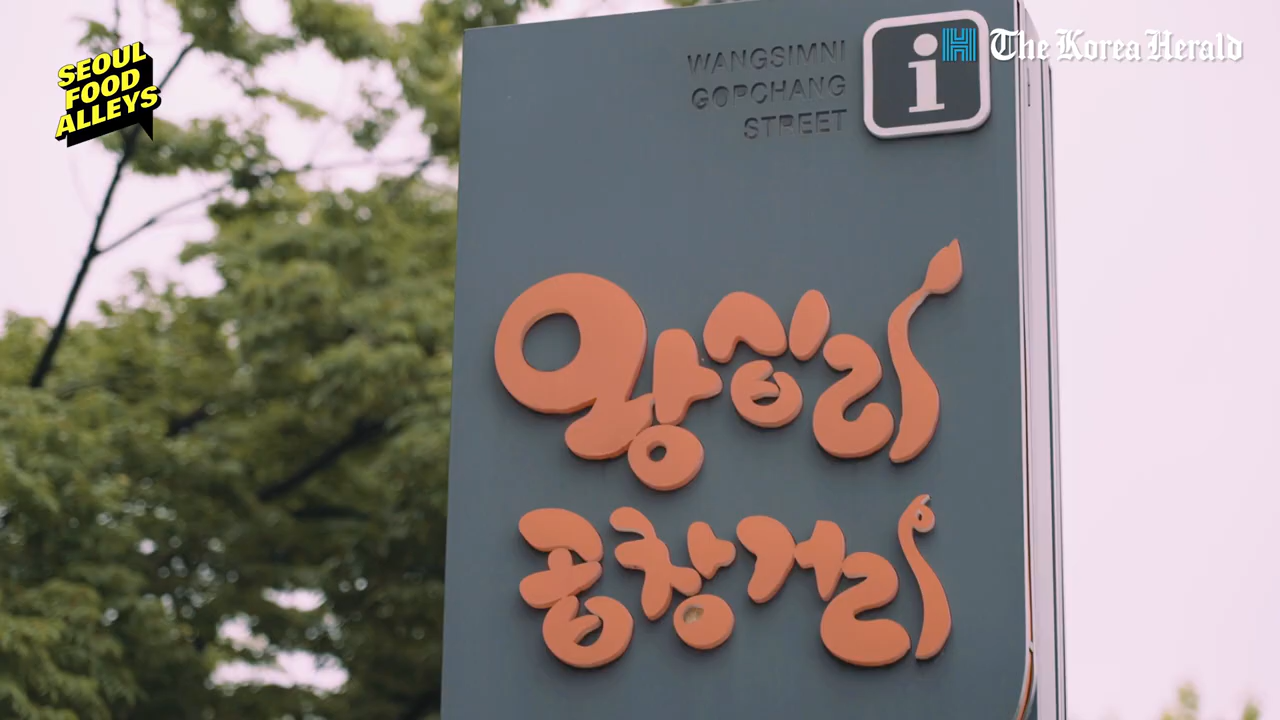 SEOUL
FOOD
ALLEYS
The Korea Herald
WANGSIMNI
GOPCHANG
STREET
i
왕십리
곱창거리